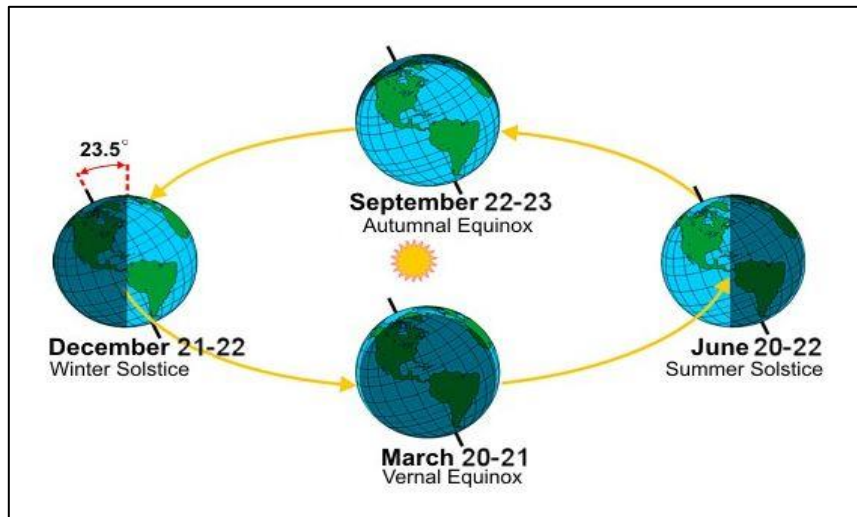 23.5°
September 22-23
Autumnal Equinox
December 21-22
Winter Solstice
June 20-22
Summer Solstice
March 20-21
Vernal Equinox